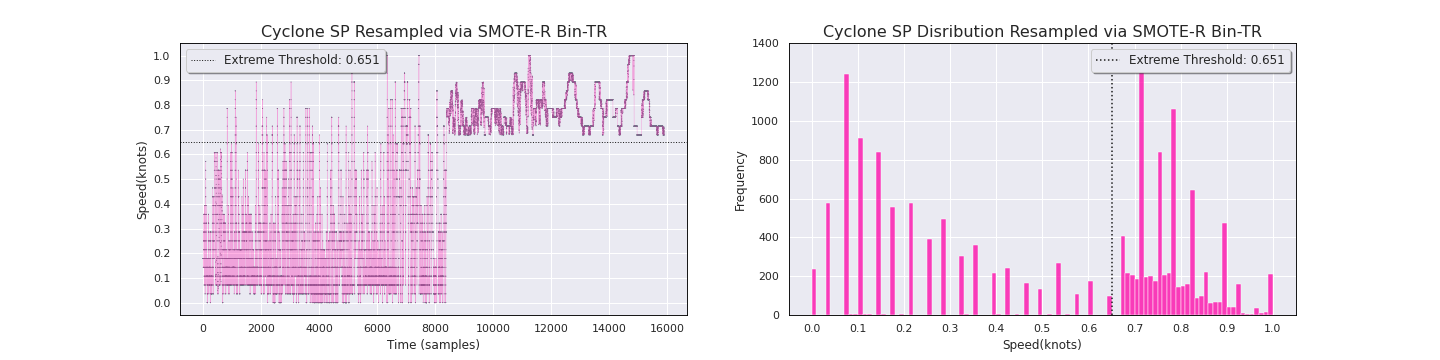 Cyclone SP Resampled via SMOTE-R Bin-TR
Extreme Threshold: 0.651
Speed(knots)
1.0
0.9
0.8
0.7
0.6
0.5
0.4
0.3
0.2
0.1
0.0
0 2000 4000 6000 8000 10000 12000 14000 16000
Time (samples)
Cyclone SP Disribution Resampled via SMOTE-R Bin-TR
Extreme Threshold: 0.651
Frequency
1400
1200
1000
800
600
400
200
0
0.0 0.1 0.2 0.3 0.4 0.5 0.6 0.7 0.8 0.9 1.0
Speed(knots)